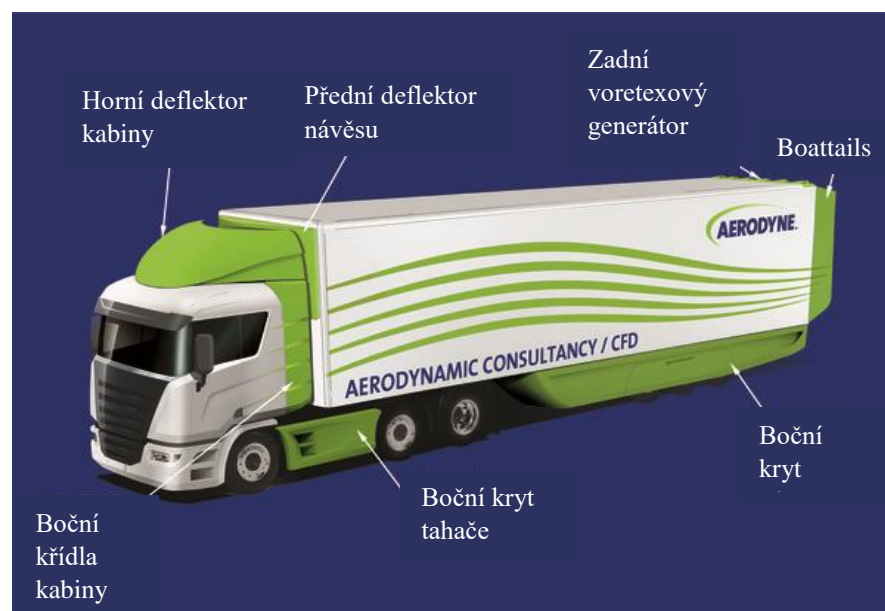 Zadní
voretexový
generátor
Horní deflektor
kabiny
Přední deflektor
návěsu
Boattails
AERODYNE.
AERODYNAMIC CONSULTANCY / CFD
Boční
kryt
Boční kryt
tahače
Boční
křídla
kabiny